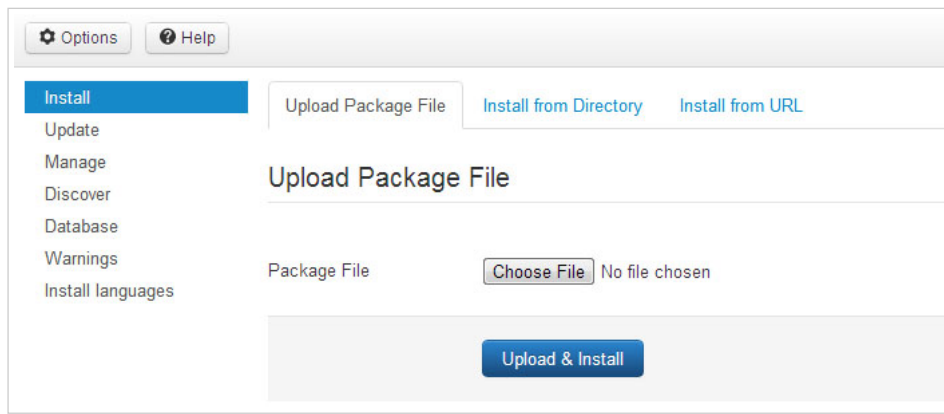 Options Help
Install
Update
Manage
Discover
Database
Warnings
Install languages
Upload Package File Install from Directory Install from URL
Upload Package File
Package File Choose File No file chosen
Upload & Install